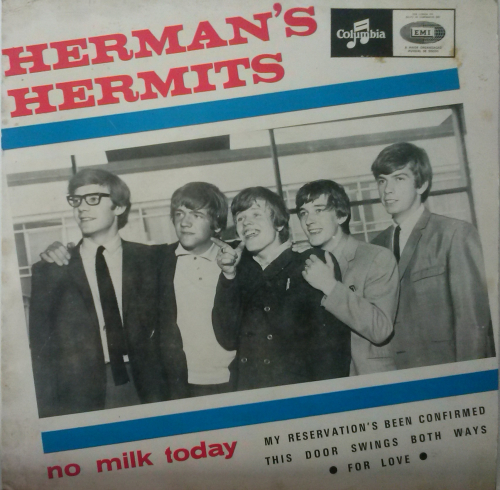 HERMAN'S
HERMITS
Columbia
EMI
no milk today
MY RESERVATION'S BEEN CONFIRMED
THIS DOOR SWINGS BOTH WAYS
• FOR LOVE •